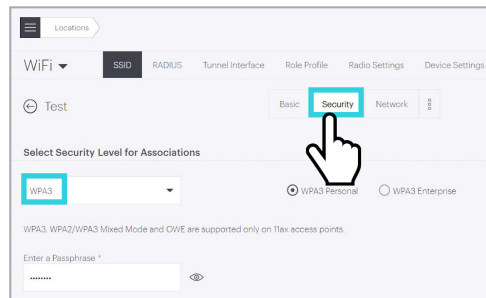 Locations
WiFi SSID RADIUS Tunnel Interface Role Profile Radio Settings Device Settings
Test Basic Security Network
Select Security Level for Associations
WPA3 WPA3 Personal WPA3 Enterprise
WPA3, WPA2/WPA3 Mixed Mode and OWE are supported only on 11ax access points.
Enter a Passphrase *
••••••••